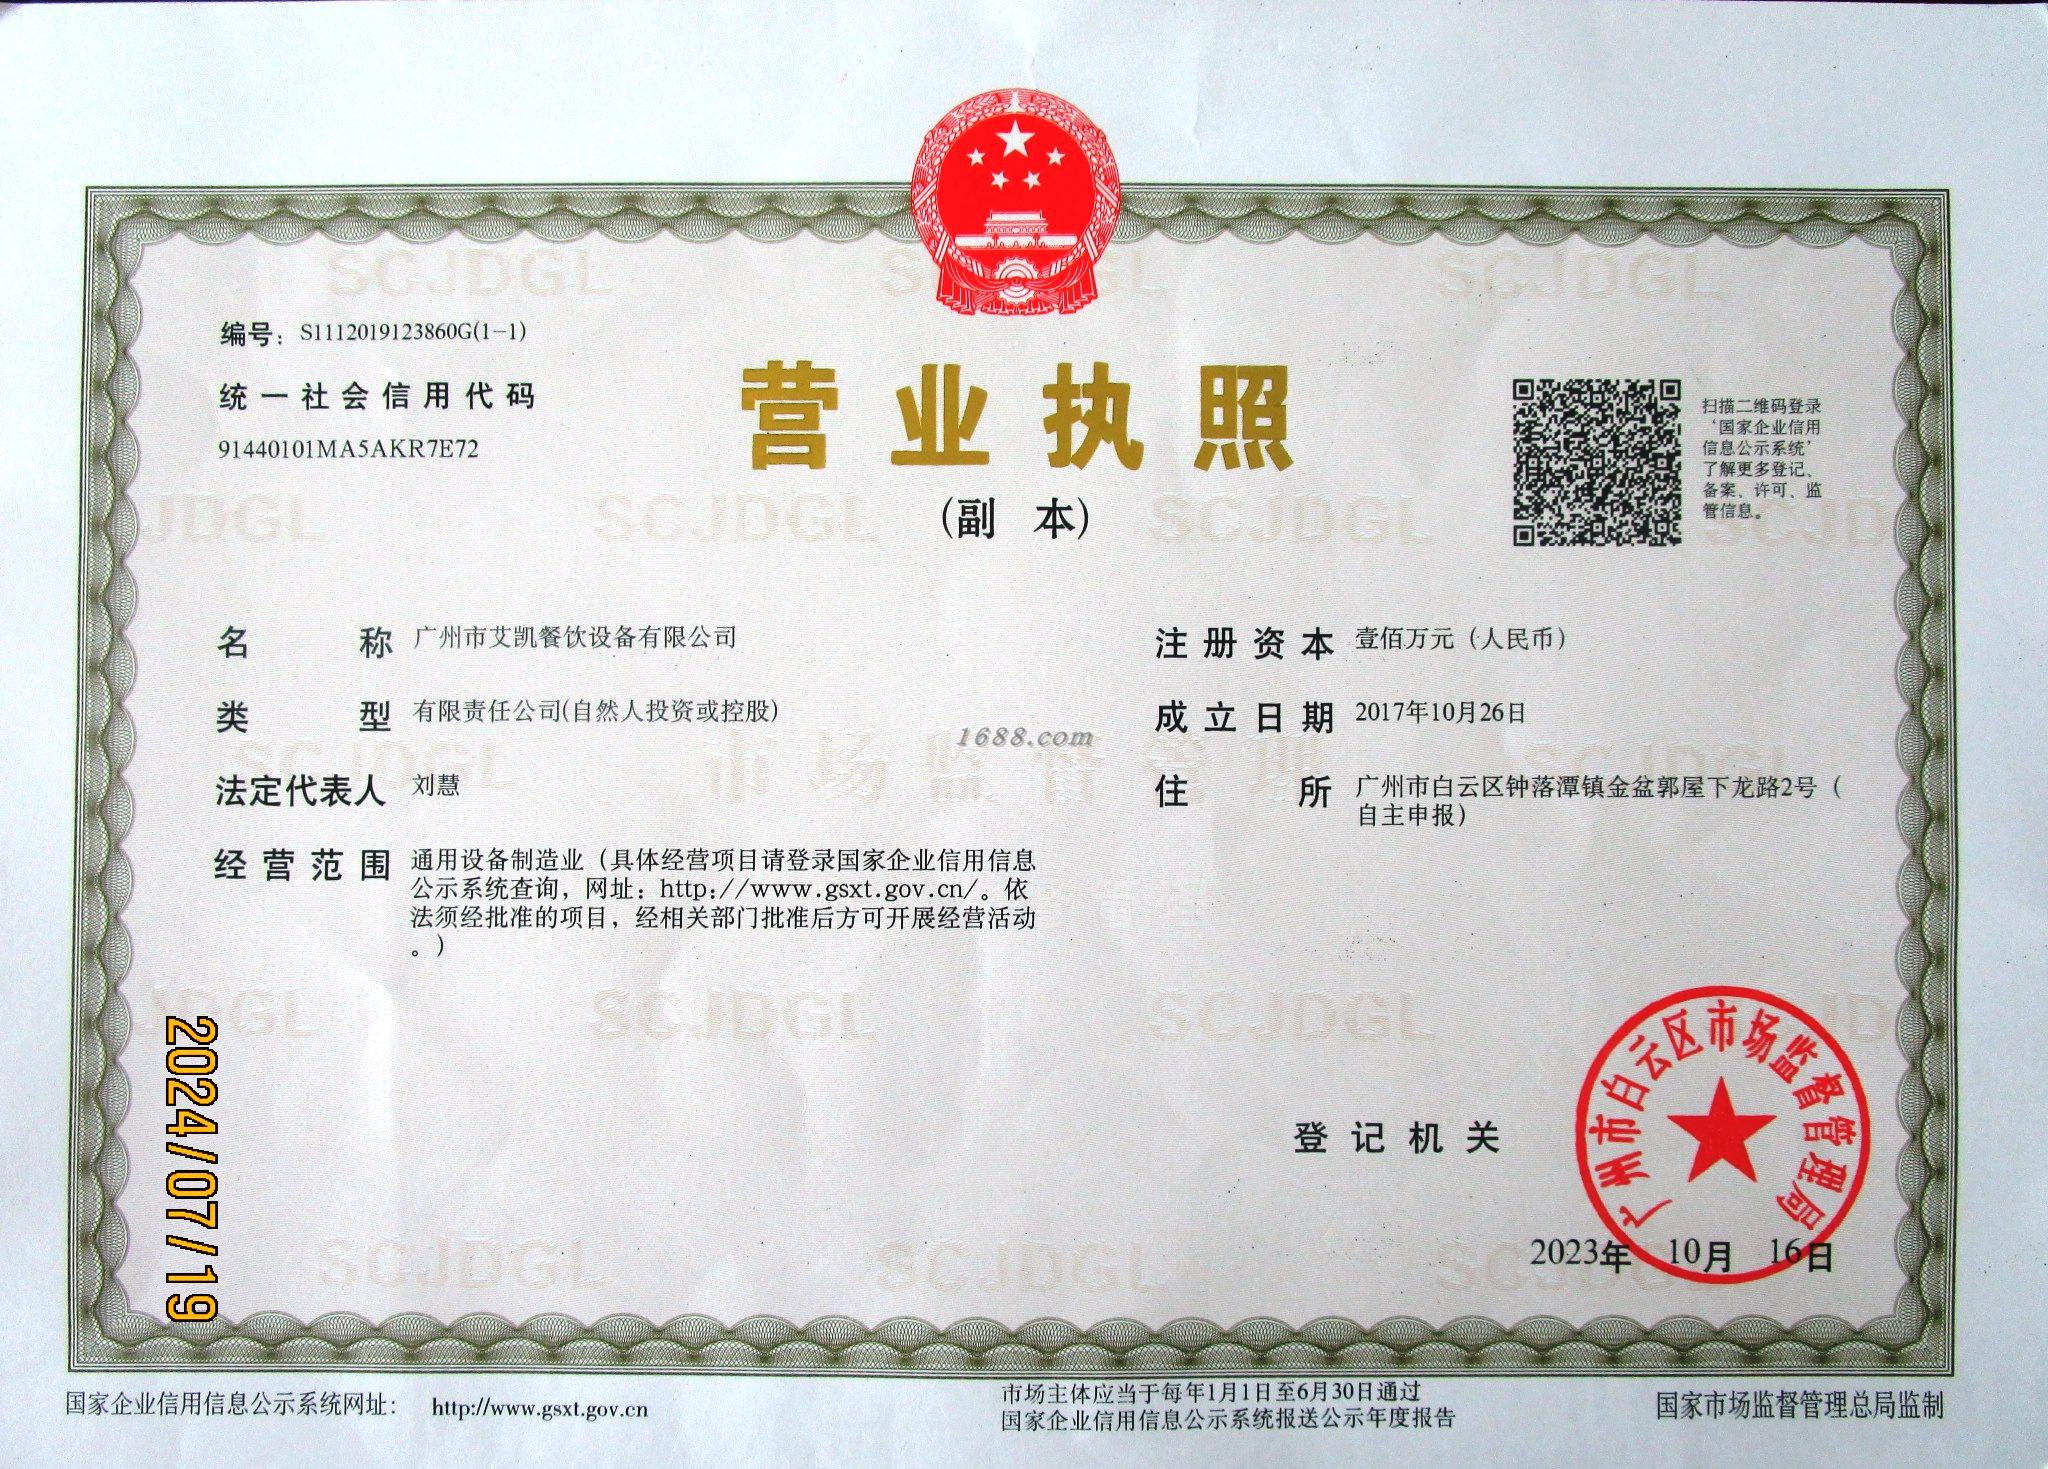 编号：S1112019123860G(1-1)
统一社会信用代码
91440101MA5AKR7E72
营业执照
(副 本)
扫描二维码登录
‘国家企业信用
信息公示系统’
了解更多登记、
备案、许可、监
管信息。
名 称 广州市艾凯餐饮设备有限公司
类 型 有限责任公司(自然人投资或控股)
法定代表人 刘慧
经营范围 通用设备制造业（具体经营项目请登录国家企业信用信息
公示系统查询，网址：http://www.gsxt.gov.cn/。依
法须经批准的项目，经相关部门批准后方可开展经营活动
。）
注册资本 壹佰万元（人民币）
成立日期 2017年10月26日
住 所 广州市白云区钟落潭镇金盆郭屋下龙路2号（
自主申报）
1688.com
SCJDGL
市场监督管理
登记机关
广州市白云区市场监督管理局
2023年 10月 16日
2024/07/19
国家企业信用信息公示系统网址： http://www.gsxt.gov.cn
市场主体应当于每年1月1日至6月30日通过
国家企业信用信息公示系统报送公示年度报告
国家市场监督管理总局监制